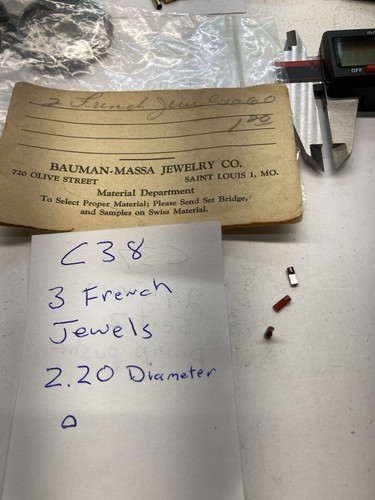 2 French Jewels
1.00
BAUMAN-MASSA JEWELRY CO.
720 OLIVE STREET SAINT LOUIS 1, MO.
Material Department
To Select Proper Material; Please Send Set Bridge,
and Samples on Swiss Material.
C38
3 French
Jewels
2.20 Diameter
OFF